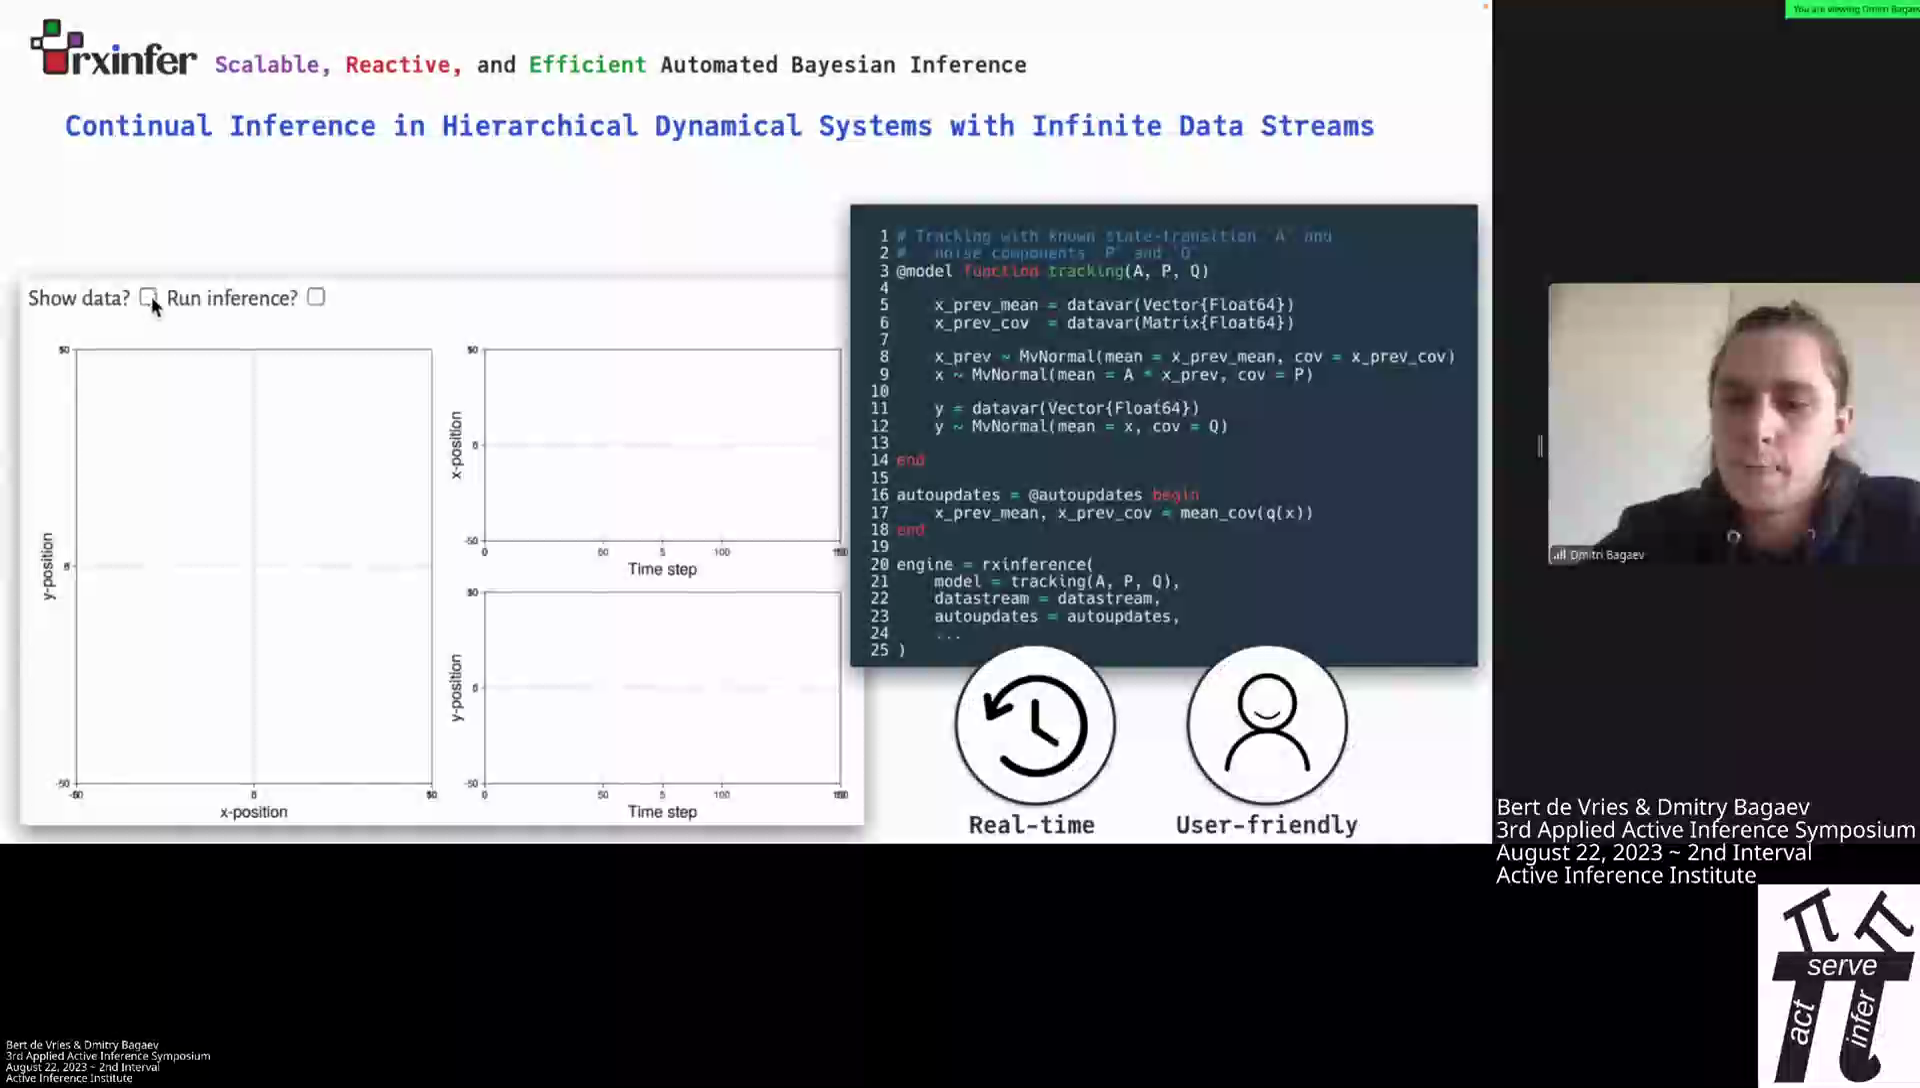 You are viewing Dmitri Bagaev
rxinfer Scalable, Reactive, and Efficient Automated Bayesian Inference
Continual Inference in Hierarchical Dynamical Systems with Infinite Data Streams
Show data? Run inference?
50
y-position
0
-50
-50 0 50
x-position
50
x-position
0
-50
0 50 100 150
Time step
50
y-position
0
-50
0 50 100 150
Time step
1 # Tracking with known state-transition `A` and
2 # noise components `P` and `Q`
3 @model function tracking(A, P, Q)
4
5 x_prev_mean = datavar(Vector{Float64})
6 x_prev_cov = datavar(Matrix{Float64})
7
8 x_prev ~ MvNormal(mean = x_prev_mean, cov = x_prev_cov)
9 x ~ MvNormal(mean = A * x_prev, cov = P)
10
11 y = datavar(Vector{Float64})
12 y ~ MvNormal(mean = x, cov = Q)
13
14 end
15
16 autoupdates = @autoupdates begin
17 x_prev_mean, x_prev_cov = mean_cov(q(x))
18 end
19
20 engine = rxinference(
21 model = tracking(A, P, Q),
22 datastream = datastream,
23 autoupdates = autoupdates,
24 ...
25 )
Real-time
User-friendly
Dmitri Bagaev
Bert de Vries & Dmitry Bagaev
3rd Applied Active Inference Symposium
August 22, 2023 ~ 2nd Interval
Active Inference Institute
serve
act
infer
Bert de Vries & Dmitry Bagaev
3rd Applied Active Inference Symposium
August 22, 2023 ~ 2nd Interval
Active Inference Institute